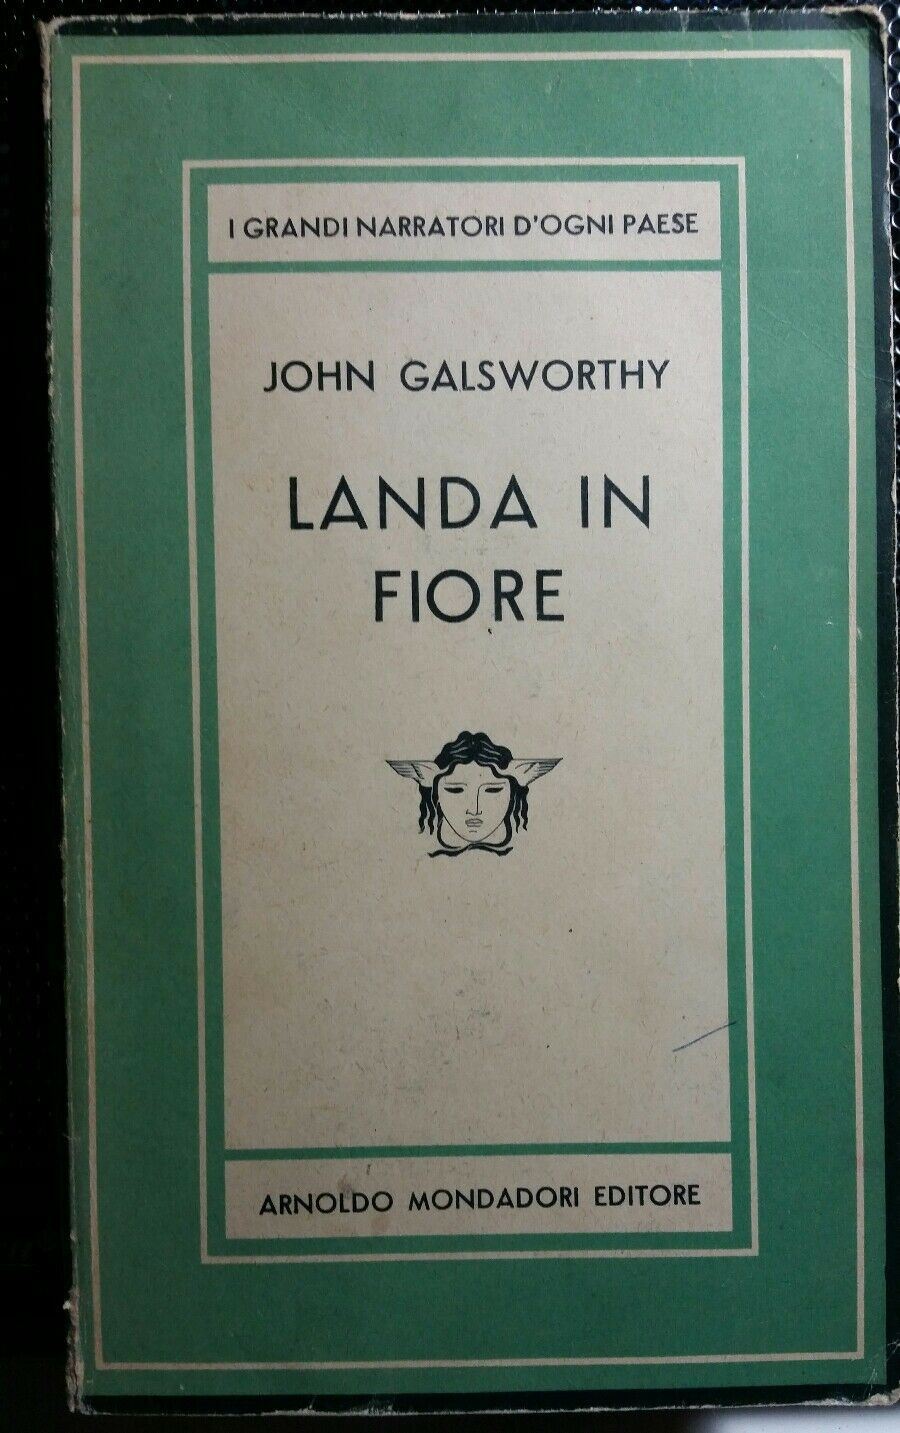 I GRANDI NARRATORI D'OGNI PAESE
JOHN GALSWORTHY
LANDA IN
FIORE
ARNOLDO MONDADORI EDITORE